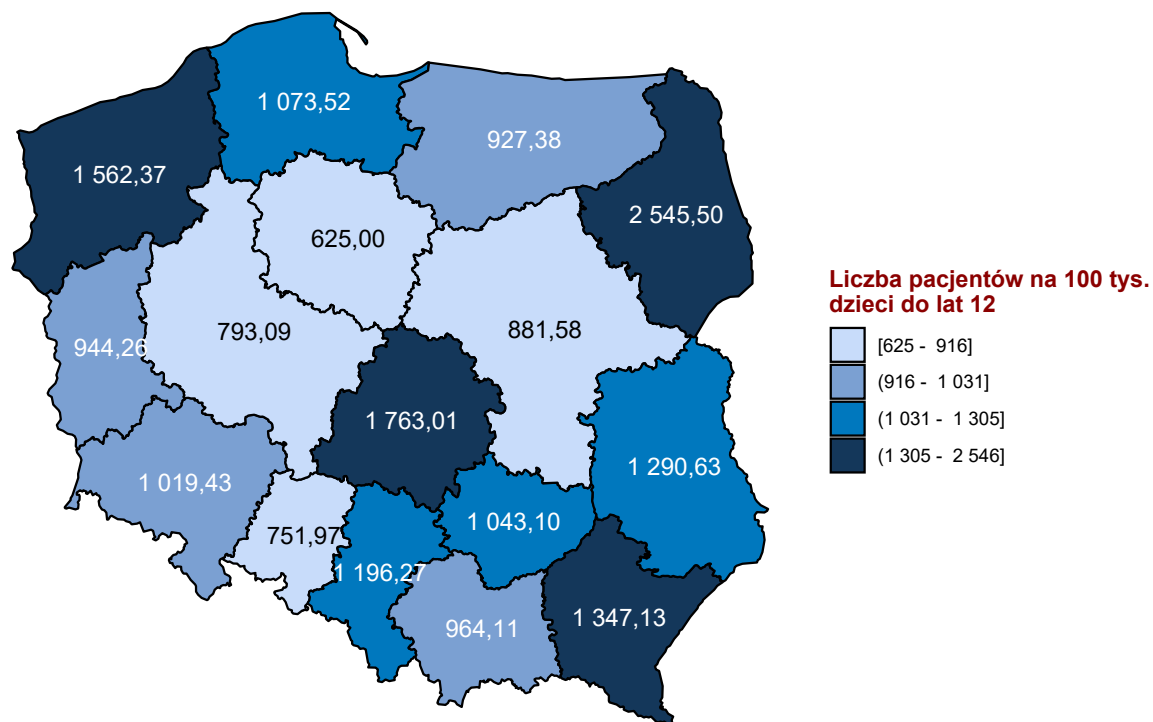 1 073,52
927,38
1 562,37
2 545,50
625,00
793,09
881,58
944,26
1 763,01
1 290,63
1 019,43
1 043,10
751,97
1 196,27
964,11
1 347,13
Liczba pacjentów na 100 tys.
dzieci do lat 12
[625 - 916]
(916 - 1 031]
(1 031 - 1 305]
(1 305 - 2 546]